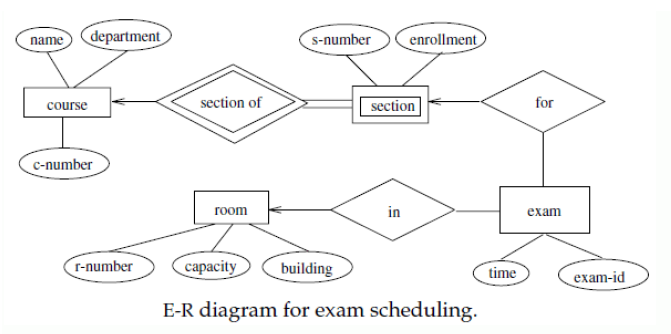 name
department
s-number
enrollment
course
section of
section
for
c-number
room
in
exam
r-number
capacity
building
time
exam-id
E-R diagram for exam scheduling.